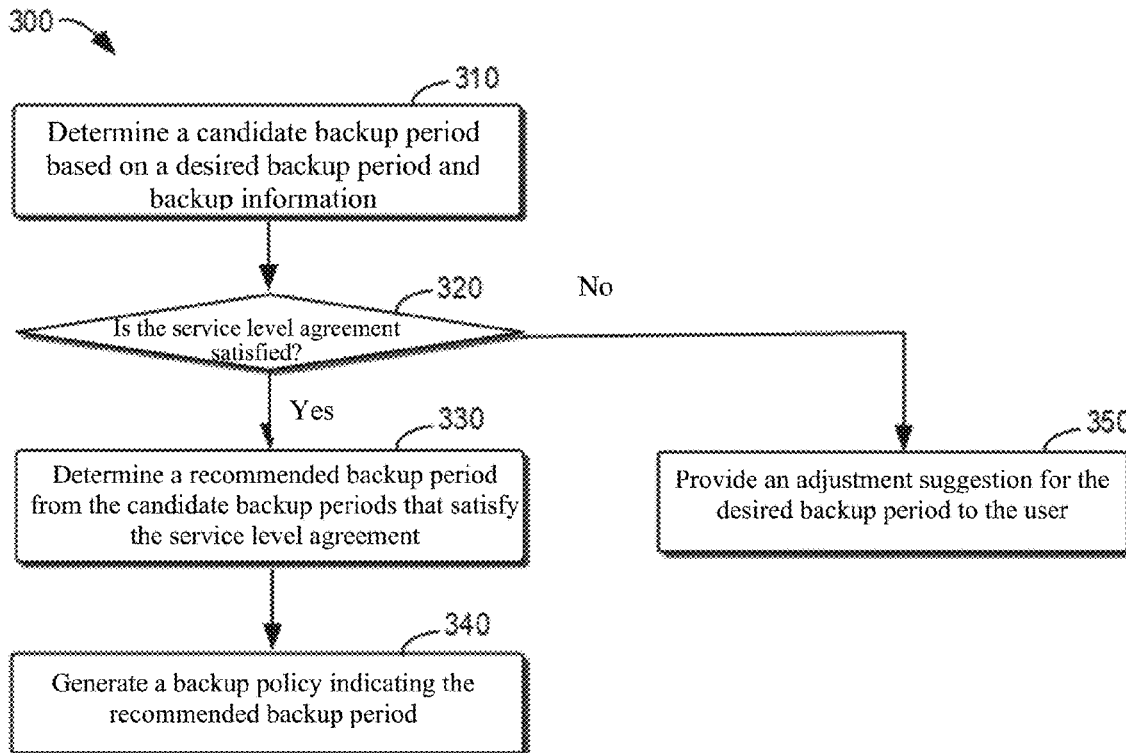 300
310
Determine a candidate backup period
based on a desired backup period and
backup information
320
No
Is the service level agreement
satisfied?
Yes
330
350
Determine a recommended backup period
from the candidate backup periods that satisfy
the service level agreement
Provide an adjustment suggestion for the
desired backup period to the user
340
Generate a backup policy indicating the
recommended backup period